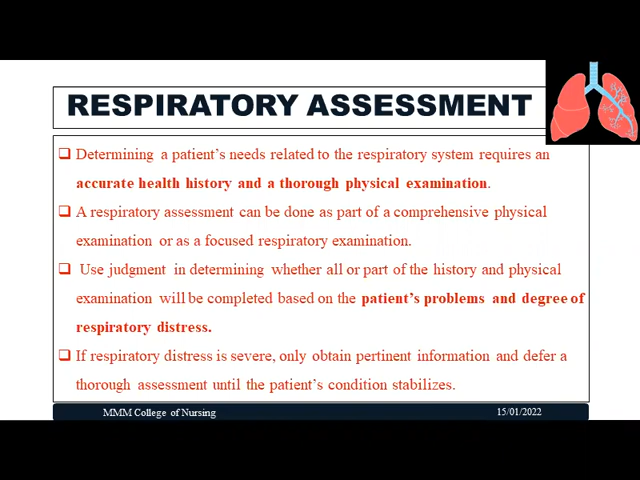 RESPIRATORY ASSESSMENT
❑ Determining a patient's needs related to the respiratory system requires an
accurate health history and a thorough physical examination.
❑ A respiratory assessment can be done as part of a comprehensive physical
examination or as a focused respiratory examination.
❑ Use judgment in determining whether all or part of the history and physical
examination will be completed based on the patient's problems and degree of
respiratory distress.
❑ If respiratory distress is severe, only obtain pertinent information and defer a
thorough assessment until the patient's condition stabilizes.
MMM College of Nursing 15/01/2022